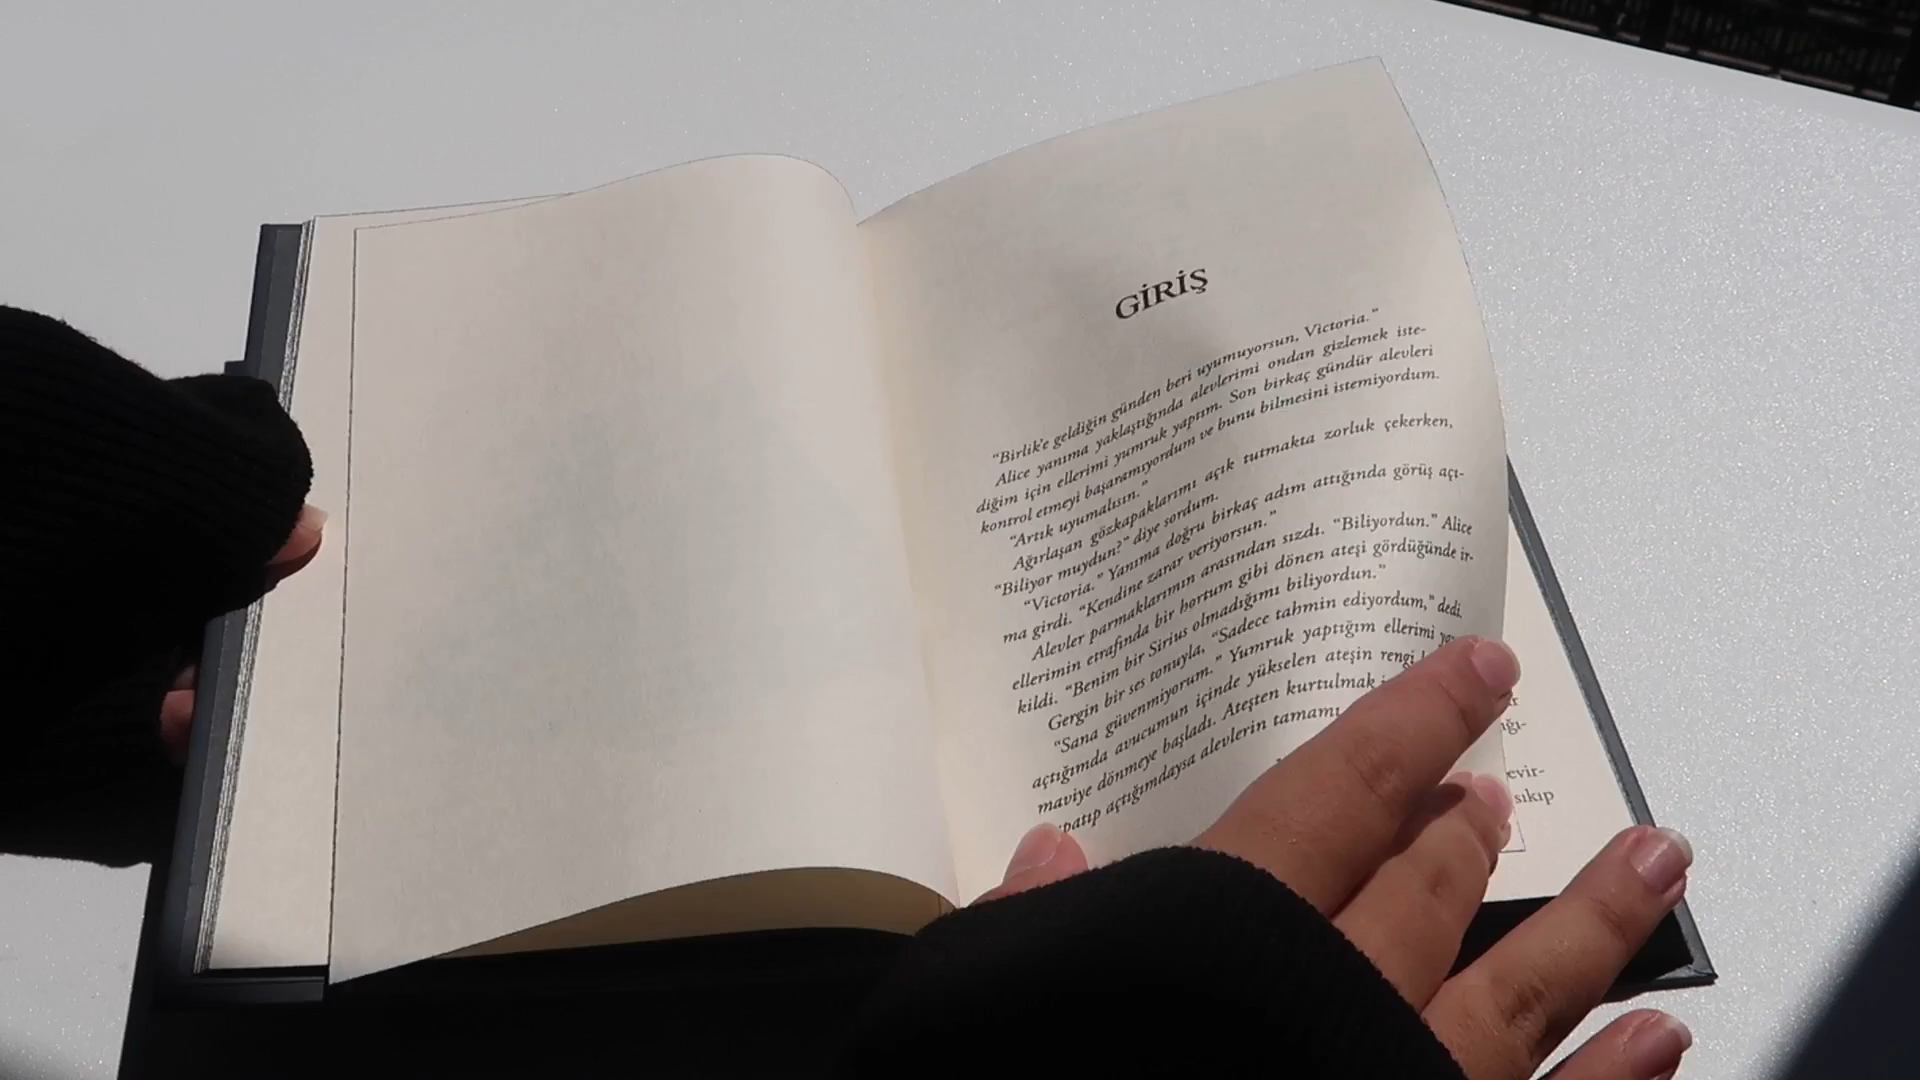 GİRİŞ
"Birlik'e geldiğin günden beri uyumuyorsun, Victoria."
Alice yanıma yaklaştığında alevlerimi ondan gizlemek iste-
diğim için ellerimi yumruk yaptım. Son birkaç gündür alevleri
kontrol etmeyi başaramıyordum ve bunu bilmesini istemiyordum.
"Artık uyumalısın."
Ağırlaşan gözkapaklarımı açık tutmakta zorluk çekerken,
"Biliyor muydun?" diye sordum.
"Victoria." Yanıma doğru birkaç adım attığında görüş açı-
ma girdi. "Kendine zarar veriyorsun."
Alevler parmaklarımın arasından sızdı. "Biliyordun." Alice
ellerimin etrafında bir hortum gibi dönen ateşi gördüğünde ir-
kildi. "Benim bir Sirius olmadığımı biliyordun."
Gergin bir ses tonuyla, "Sadece tahmin ediyordum," dedi.
"Sana güvenmiyorum." Yumruk yaptığım ellerimi
açtığımda avucumun içinde yükselen ateşin rengi
maviye dönmeye başladı. Ateşten kurtulmak
açtığımdaysa alevlerin tamamı
sıkıp